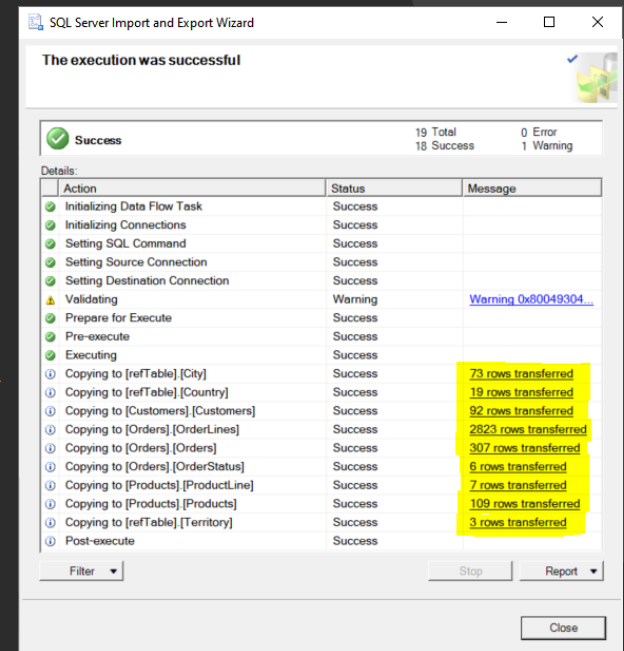 SQL Server Import and Export Wizard
The execution was successful
Success
19 Total 0 Error
18 Success 1 Warning
Details:
Action Status Message
Initializing Data Flow Task Success
Initializing Connections Success
Setting SQL Command Success
Setting Source Connection Success
Setting Destination Connection Success
Validating Warning Warning 0x80049304...
Prepare for Execute Success
Pre-execute Success
Executing Success
Copying to [refTable].[City] Success 73 rows transferred
Copying to [refTable].[Country] Success 19 rows transferred
Copying to [Customers].[Customers] Success 92 rows transferred
Copying to [Orders].[OrderLines] Success 2823 rows transferred
Copying to [Orders].[Orders] Success 307 rows transferred
Copying to [Orders].[OrderStatus] Success 6 rows transferred
Copying to [Products].[ProductLine] Success 7 rows transferred
Copying to [Products].[Products] Success 109 rows transferred
Copying to [refTable].[Territory] Success 3 rows transferred
Post-execute Success
Filter Stop Report
Close